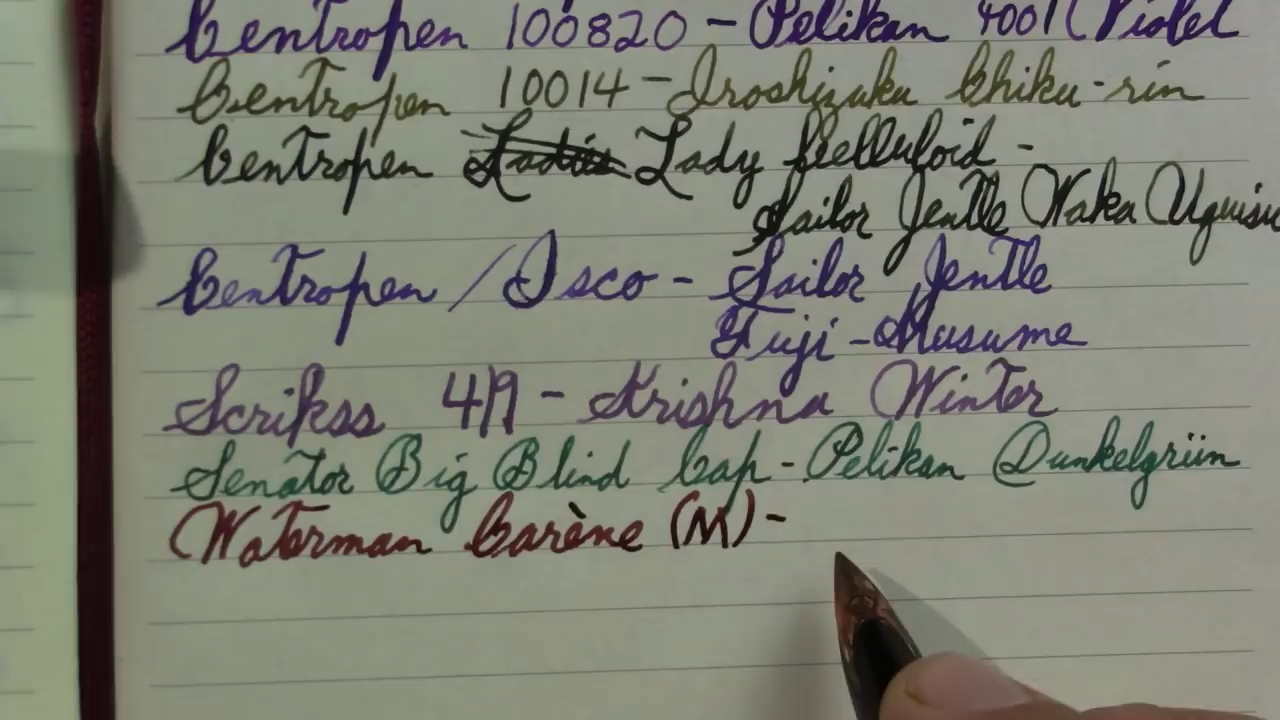 Centropen 100820 - Pelikan 4001 Violet
Centropen 10014 - Iroshizuku Chiku-rin
Centropen Lady Celluloid -
Sailor Jentle Waka Uguisu
Centropen / Isco - Sailor Jentle
Fuji-Musume
Scrikss 419 - Krishna Winter
Senator Big Blind Cap - Pelikan Dunkelgrün
Waterman Carène (M) -